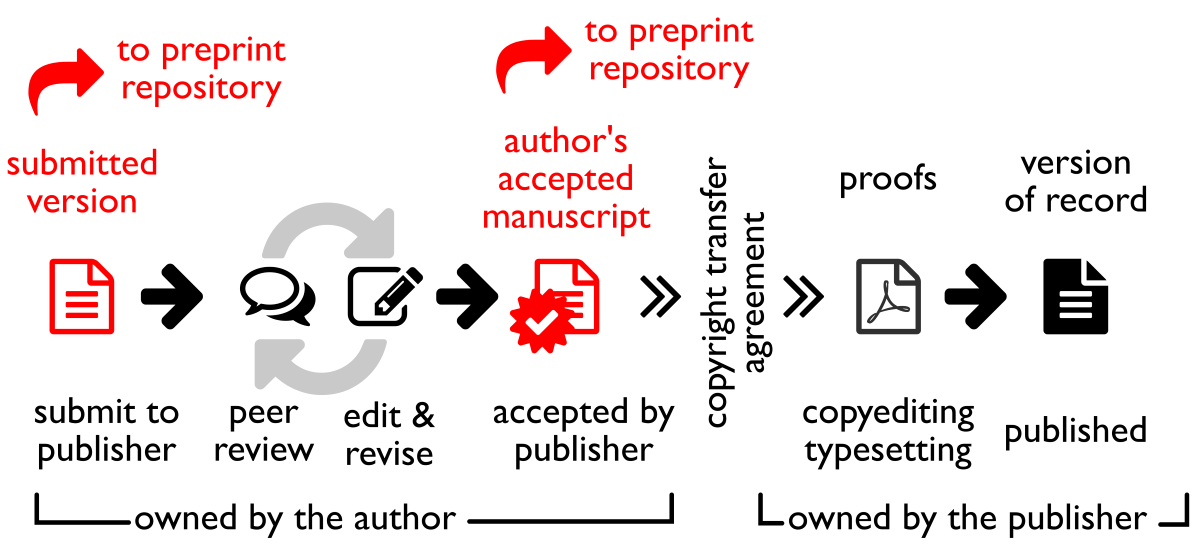 to preprint
repository
to preprint
repository
submitted
version
author's
accepted
manuscript
copyright transfer
agreement
proofs
version
of record
submit to
publisher
peer
review
edit &
revise
accepted by
publisher
copyediting
typesetting
published
owned by the author
owned by the publisher